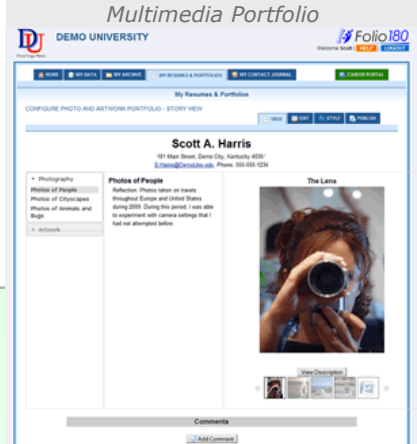 Multimedia Portfolio
DU
DEMO UNIVERSITY
Folio180
(Your Logo Here)
Welcome Scott | HELP | LOGOUT
HOME
MY DATA
MY ARCHIVE
MY RESUMES & PORTFOLIOS
MY CONTACT JOURNAL
CAREER PORTAL
My Resumes & Portfolios
CONFIGURE PHOTO AND ARTWORK PORTFOLIO - STORY VIEW
VIEW
EDIT
STYLE
PUBLISH
Scott A. Harris
101 Main Street, Demo City, Kentucky
S.Harris@DemoUniv.edu, Phone: 555-555-1234
Photography
Photos of People
Photos of Cityscapes
Photos of Animals and
Bugs
Artwork
Photos of People
Reflection: Photos taken on travels
throughout Europe and United States
during 2009. During this period, I was able
to experiment with camera settings that I
had not attempted before.
The Lens
View Description
Comments
Add Comment